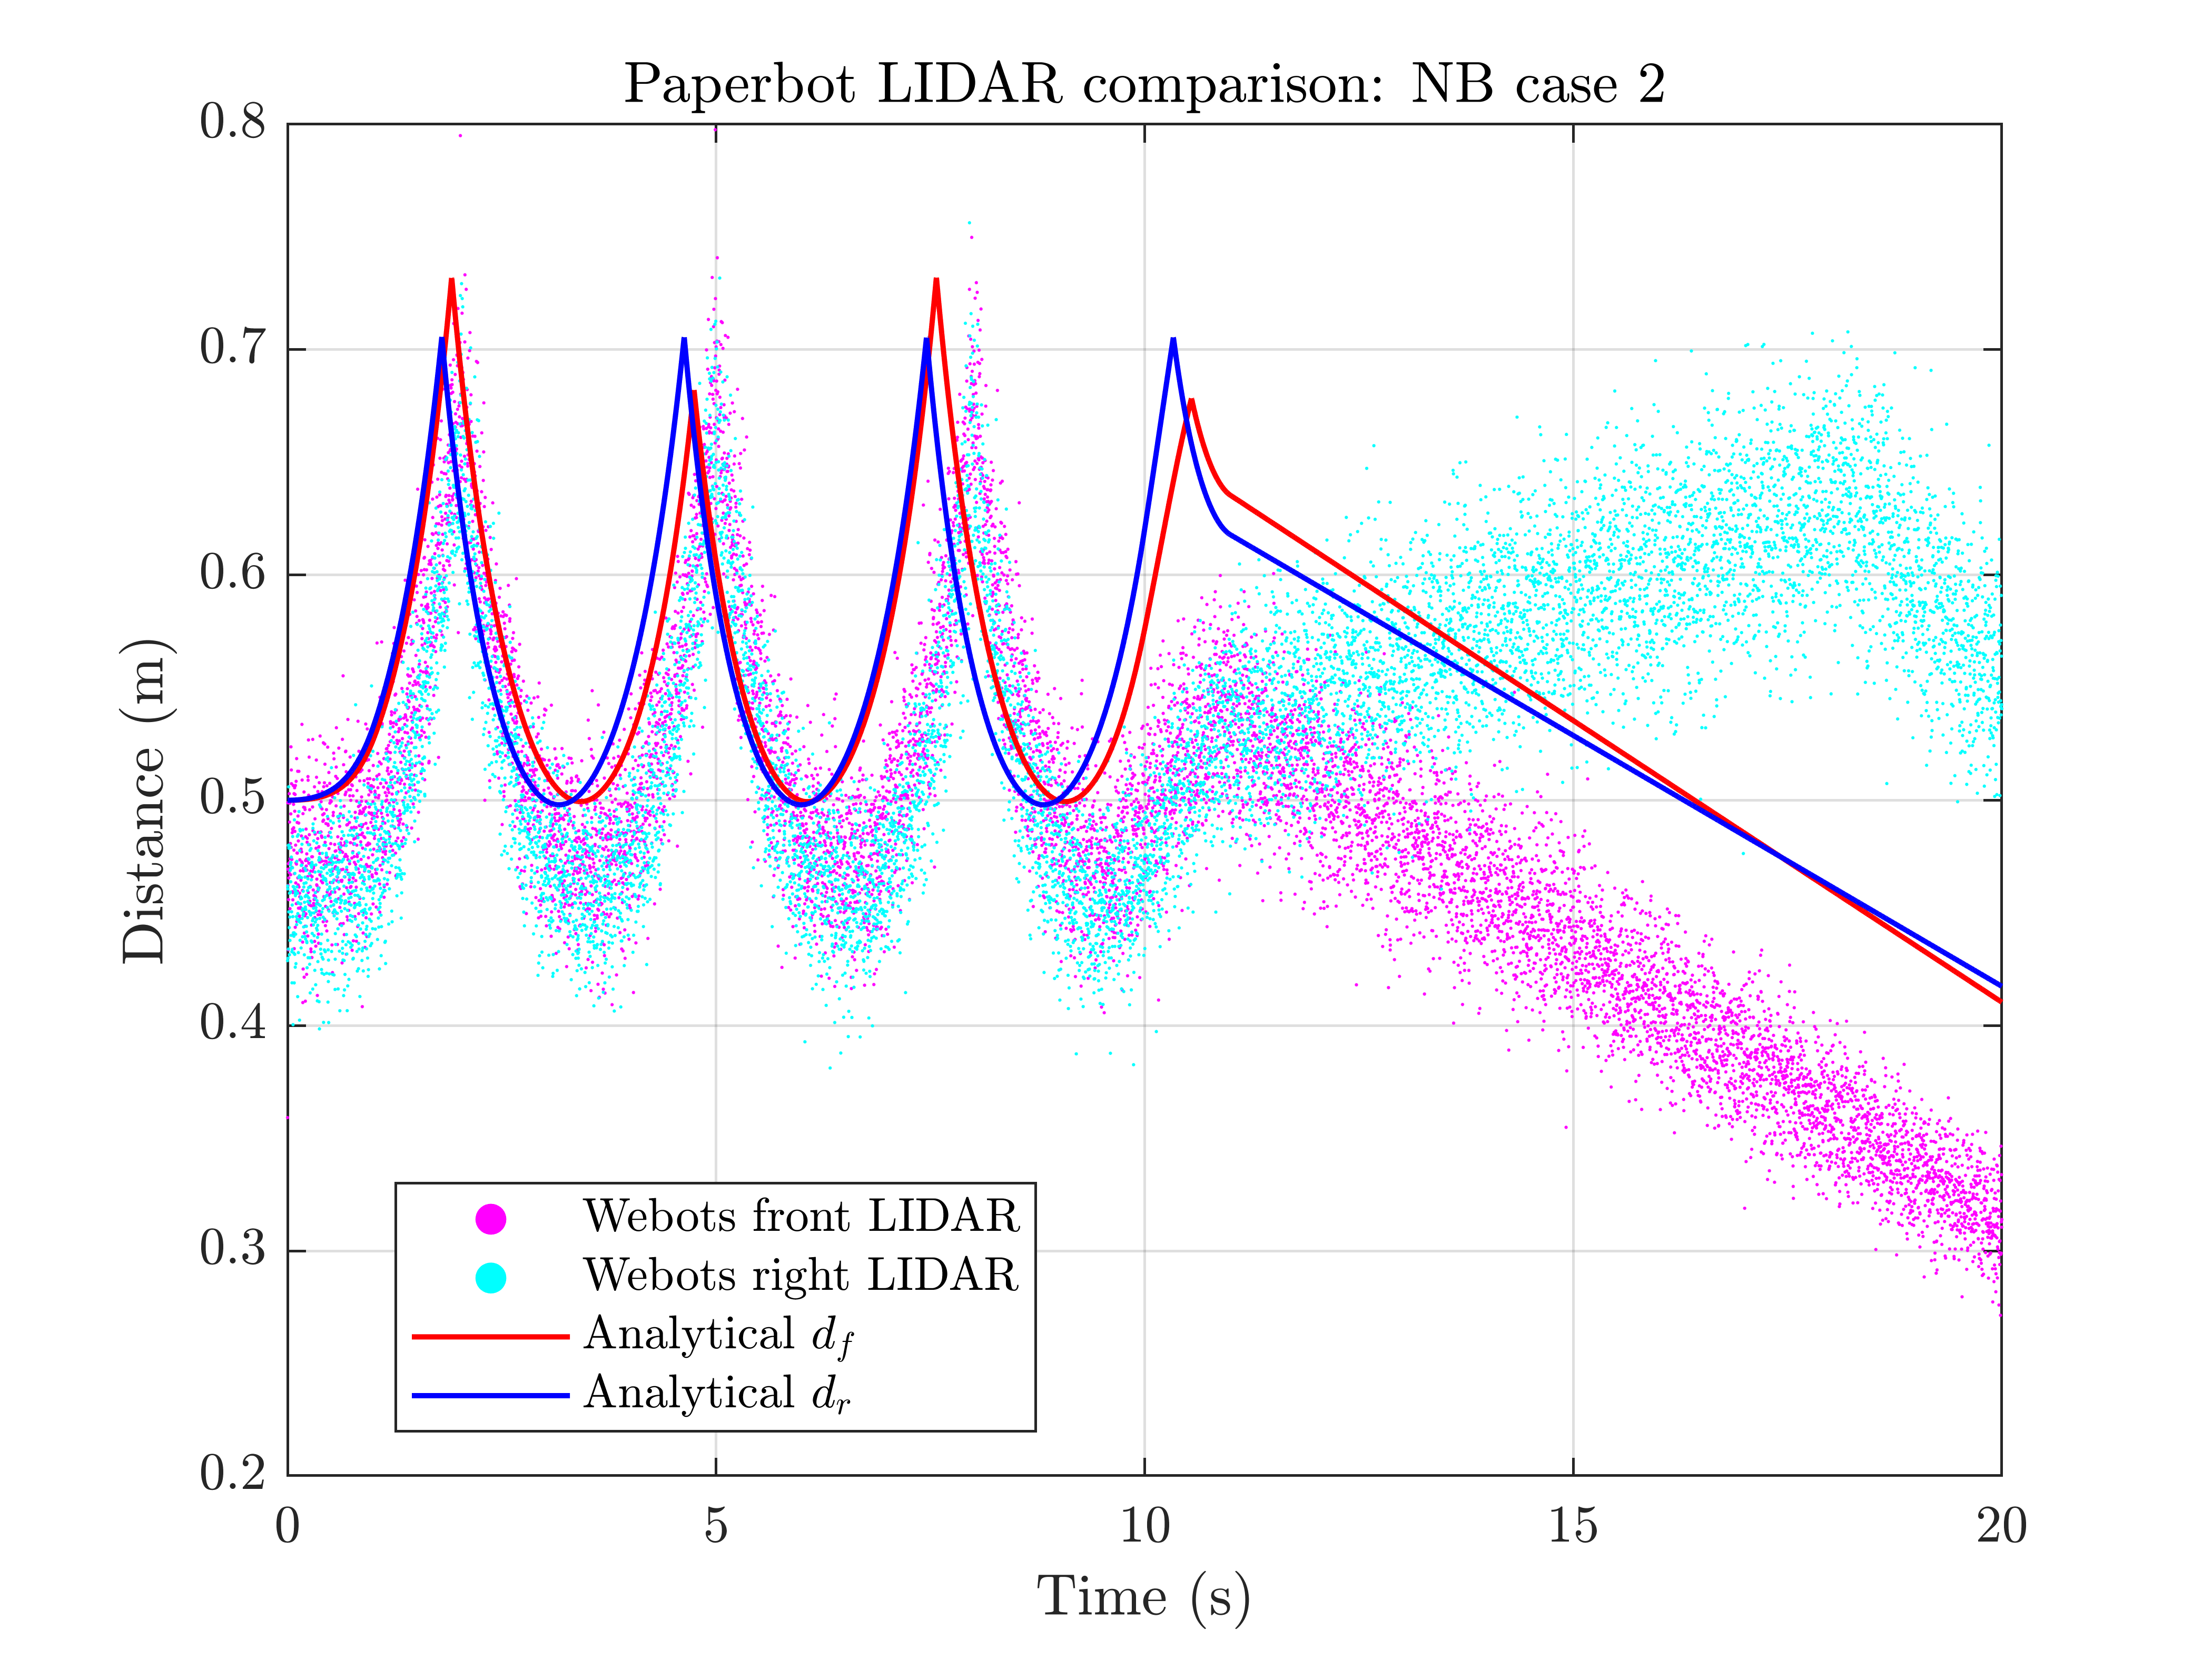 Paperbot LIDAR comparison: NB case 2
0.8
0.7
0.6
0.5
0.4
0.3
0.2
Distance (m)
Webots front LIDAR
Webots right LIDAR
Analytical d_f
Analytical d_r
0 5 10 15 20
Time (s)